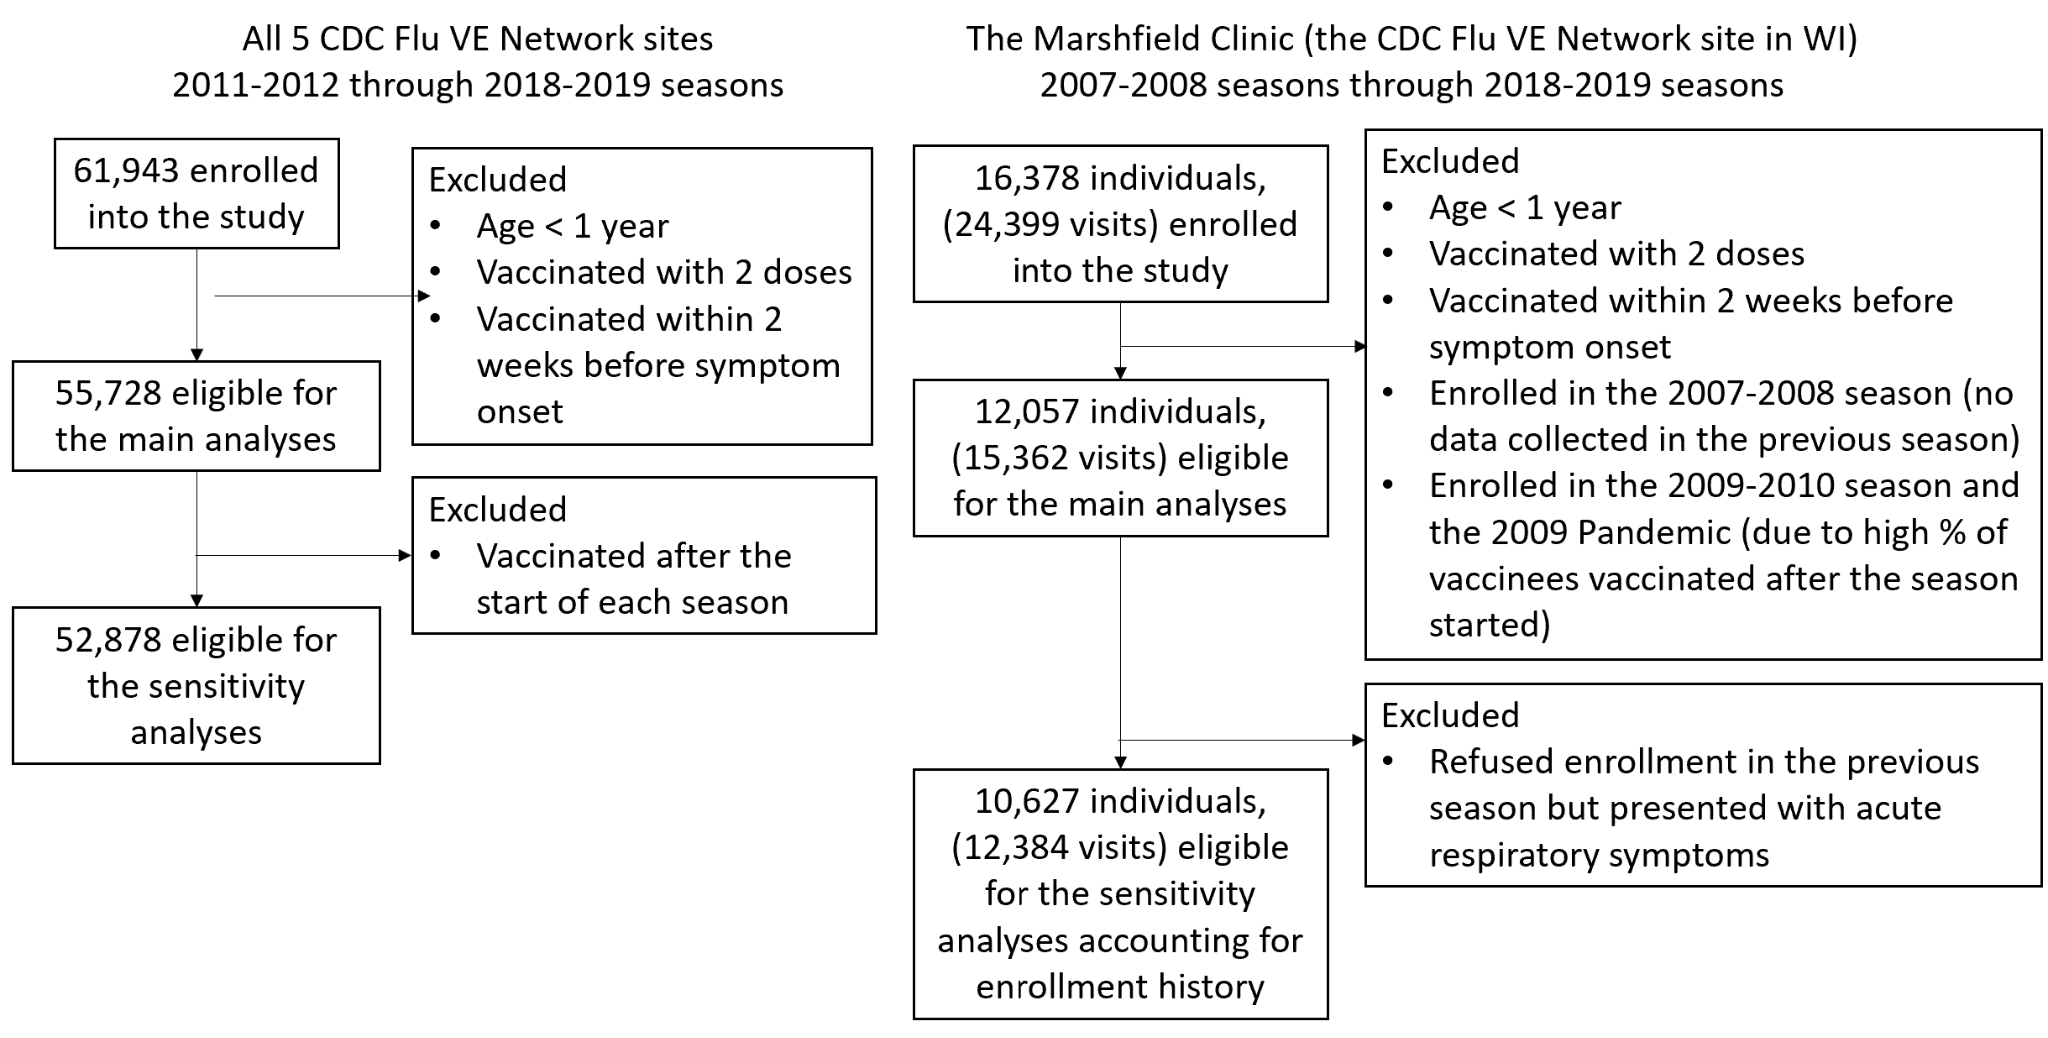 All 5 CDC Flu VE Network sites
2011-2012 through 2018-2019 seasons
61,943 enrolled
into the study
Excluded
• Age < 1 year
• Vaccinated with 2 doses
• Vaccinated within 2
weeks before symptom
onset
55,728 eligible for
the main analyses
Excluded
• Vaccinated after the
start of each season
52,878 eligible for
the sensitivity
analyses
The Marshfield Clinic (the CDC Flu VE Network site in WI)
2007-2008 seasons through 2018-2019 seasons
16,378 individuals,
(24,399 visits) enrolled
into the study
Excluded
• Age < 1 year
• Vaccinated with 2 doses
• Vaccinated within 2 weeks before
symptom onset
• Enrolled in the 2007-2008 season (no
data collected in the previous season)
• Enrolled in the 2009-2010 season and
the 2009 Pandemic (due to high % of
vaccinees vaccinated after the season
started)
12,057 individuals,
(15,362 visits) eligible
for the main analyses
Excluded
• Refused enrollment in the previous
season but presented with acute
respiratory symptoms
10,627 individuals,
(12,384 visits) eligible
for the sensitivity
analyses accounting for
enrollment history